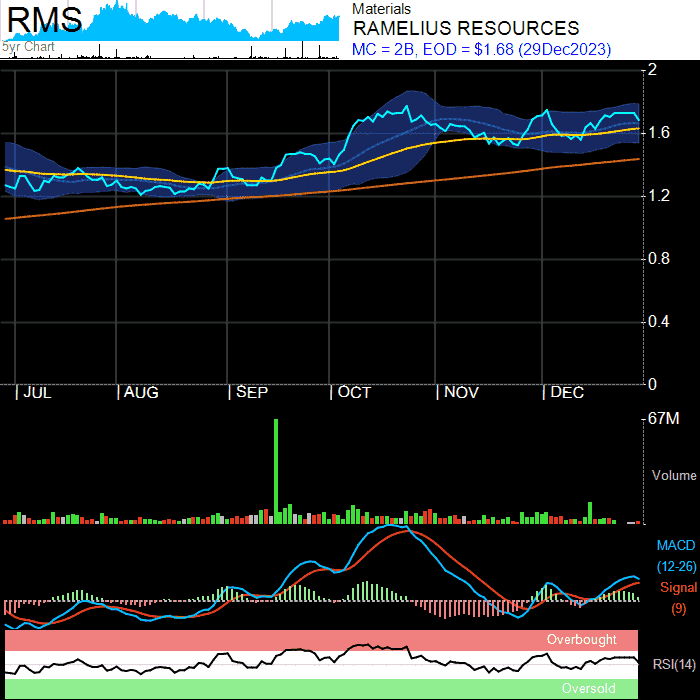 RMS
5yr Chart
Materials
RAMELIUS RESOURCES
MC = 2B, EOD = $1.68 (29Dec2023)
2
1.6
1.2
0.8
0.4
0
| JUL | AUG | SEP | OCT | NOV | DEC
67M
Volume
MACD
(12-26)
Signal
(9)
Overbought
RSI(14)
Oversold